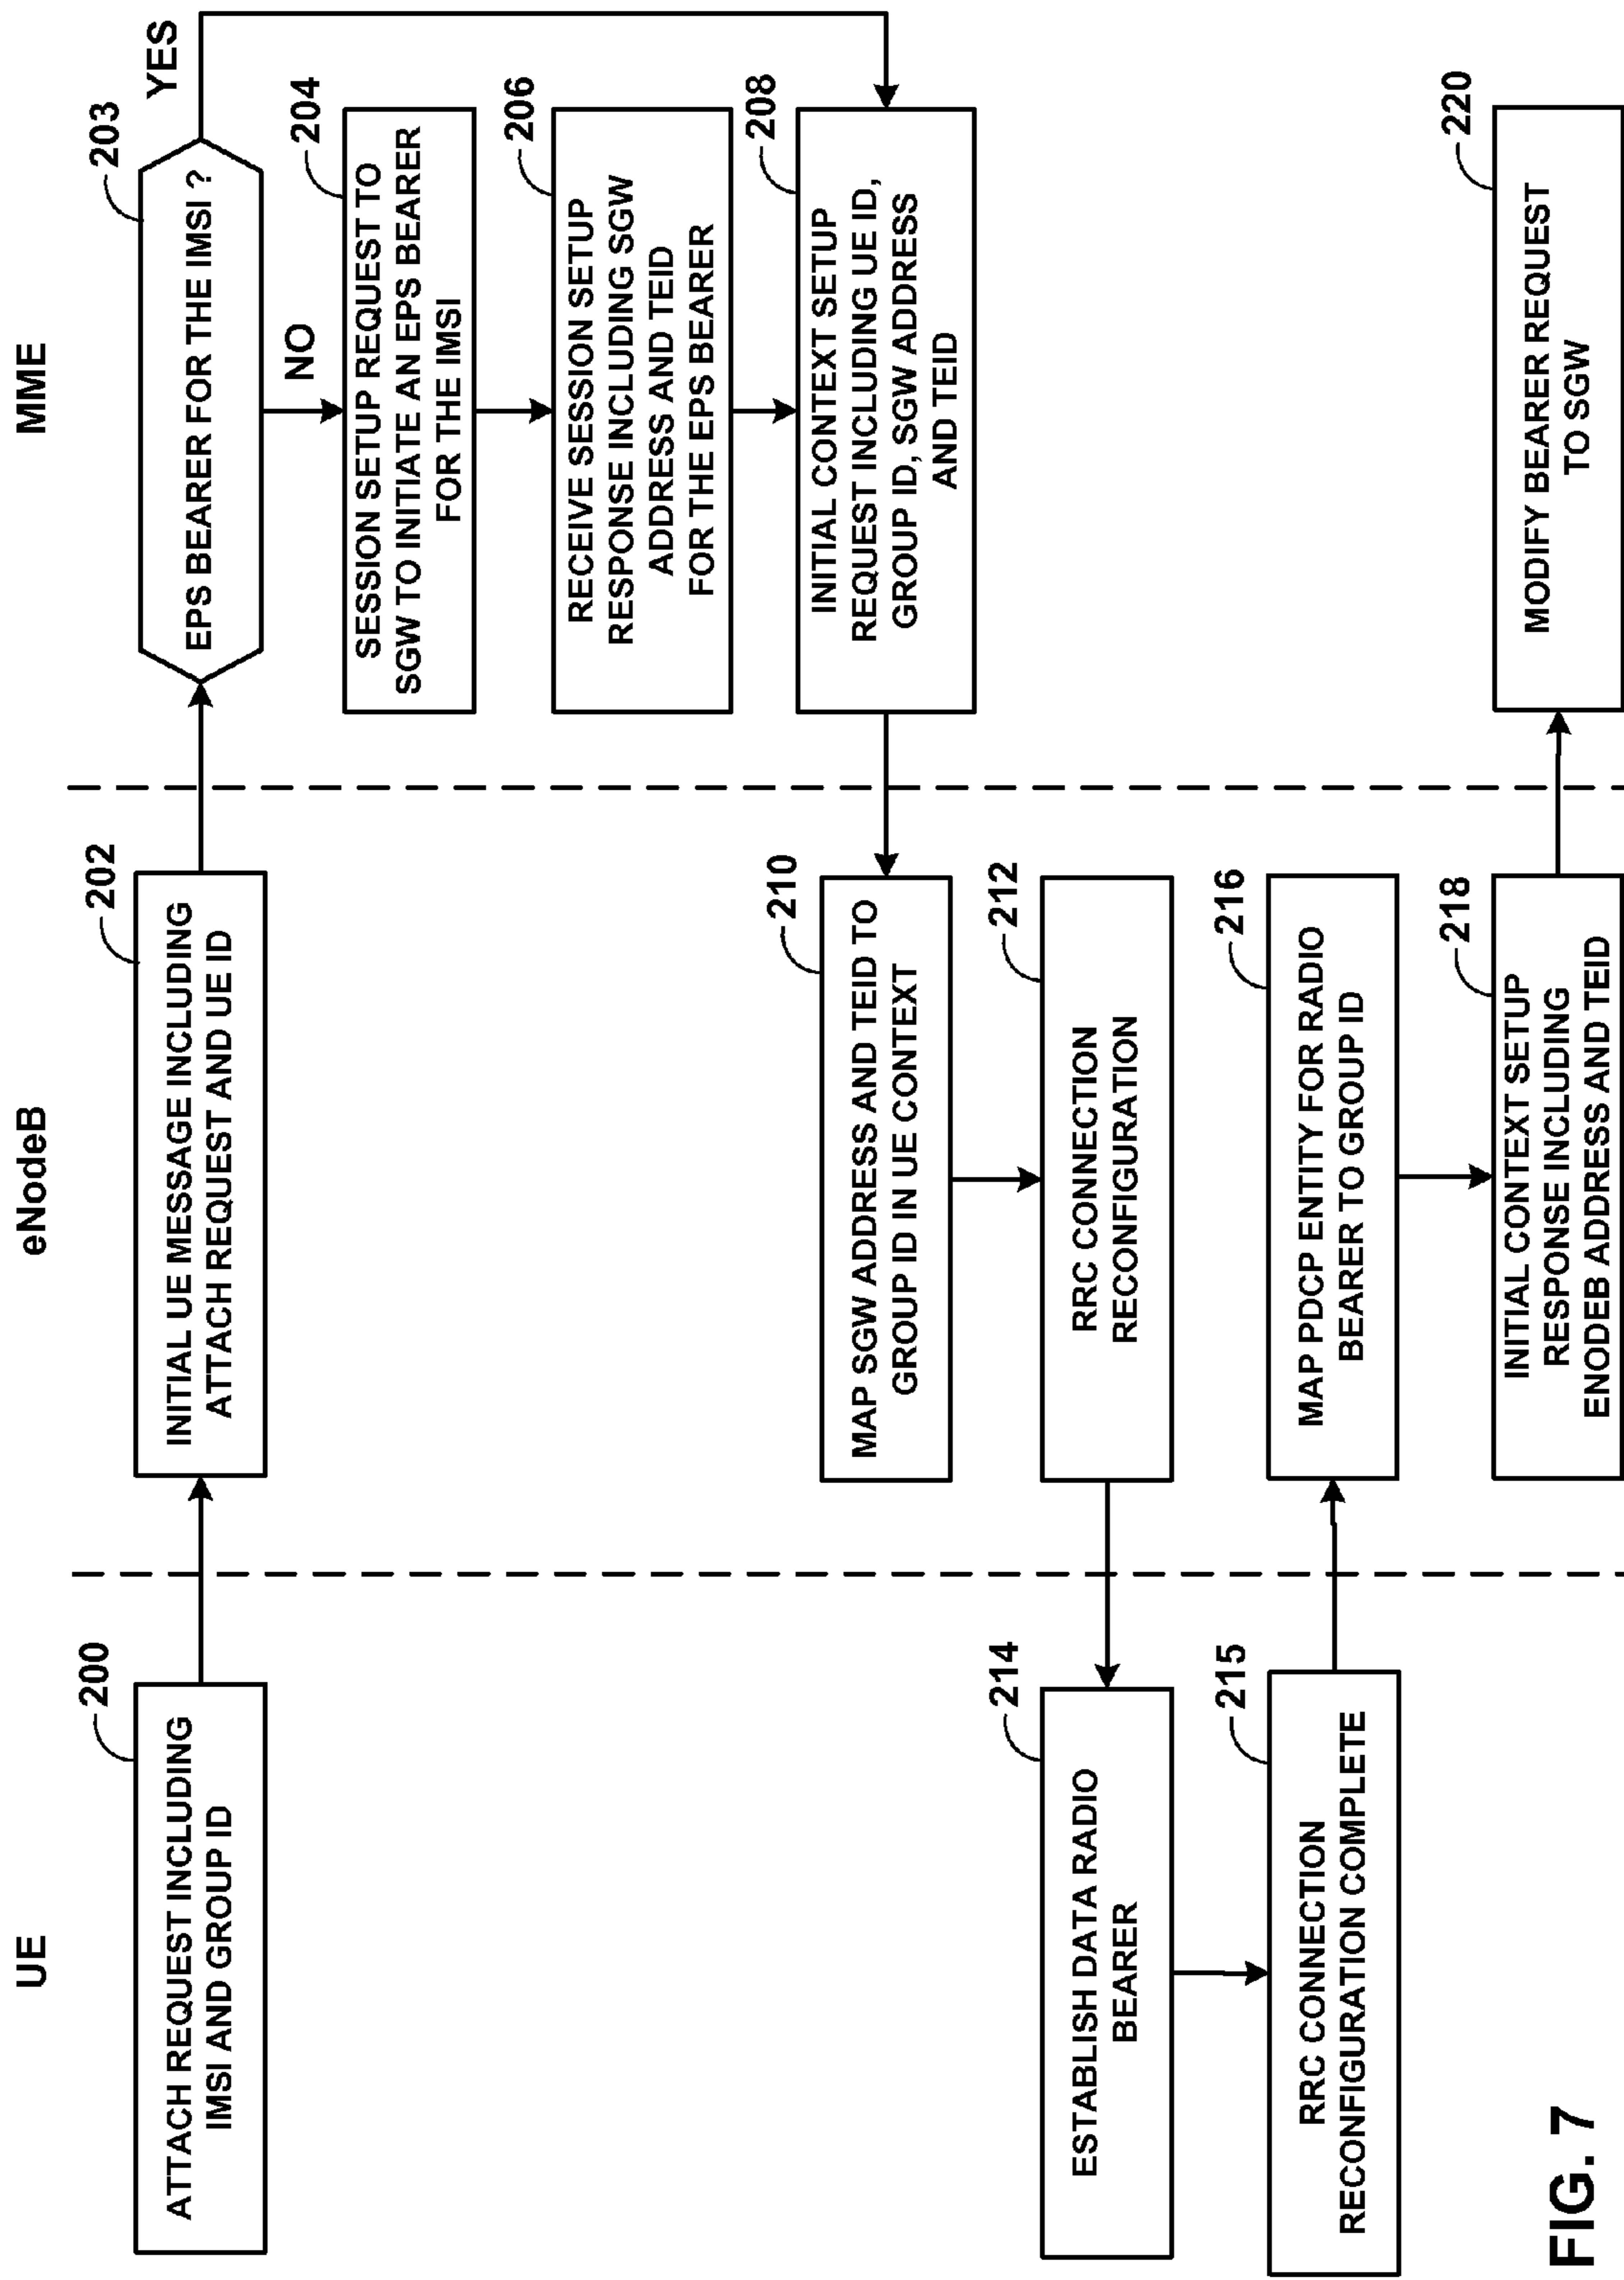 UE
eNodeB
MME
200
ATTACH REQUEST INCLUDING
IMSI AND GROUP ID
202
INITIAL UE MESSAGE INCLUDING
ATTACH REQUEST AND UE ID
203
EPS BEARER FOR THE IMSI ?
YES
NO
204
SESSION SETUP REQUEST TO
SGW TO INITIATE AN EPS BEARER
FOR THE IMSI
206
RECEIVE SESSION SETUP
RESPONSE INCLUDING SGW
ADDRESS AND TEID
FOR THE EPS BEARER
208
INITIAL CONTEXT SETUP
REQUEST INCLUDING UE ID,
GROUP ID, SGW ADDRESS
AND TEID
210
MAP SGW ADDRESS AND TEID TO
GROUP ID IN UE CONTEXT
212
RRC CONNECTION
RECONFIGURATION
214
ESTABLISH DATA RADIO
BEARER
215
RRC CONNECTION
RECONFIGURATION COMPLETE
216
MAP PDCP ENTITY FOR RADIO
BEARER TO GROUP ID
218
INITIAL CONTEXT SETUP
RESPONSE INCLUDING
ENODEB ADDRESS AND TEID
220
MODIFY BEARER REQUEST
TO SGW
FIG. 7